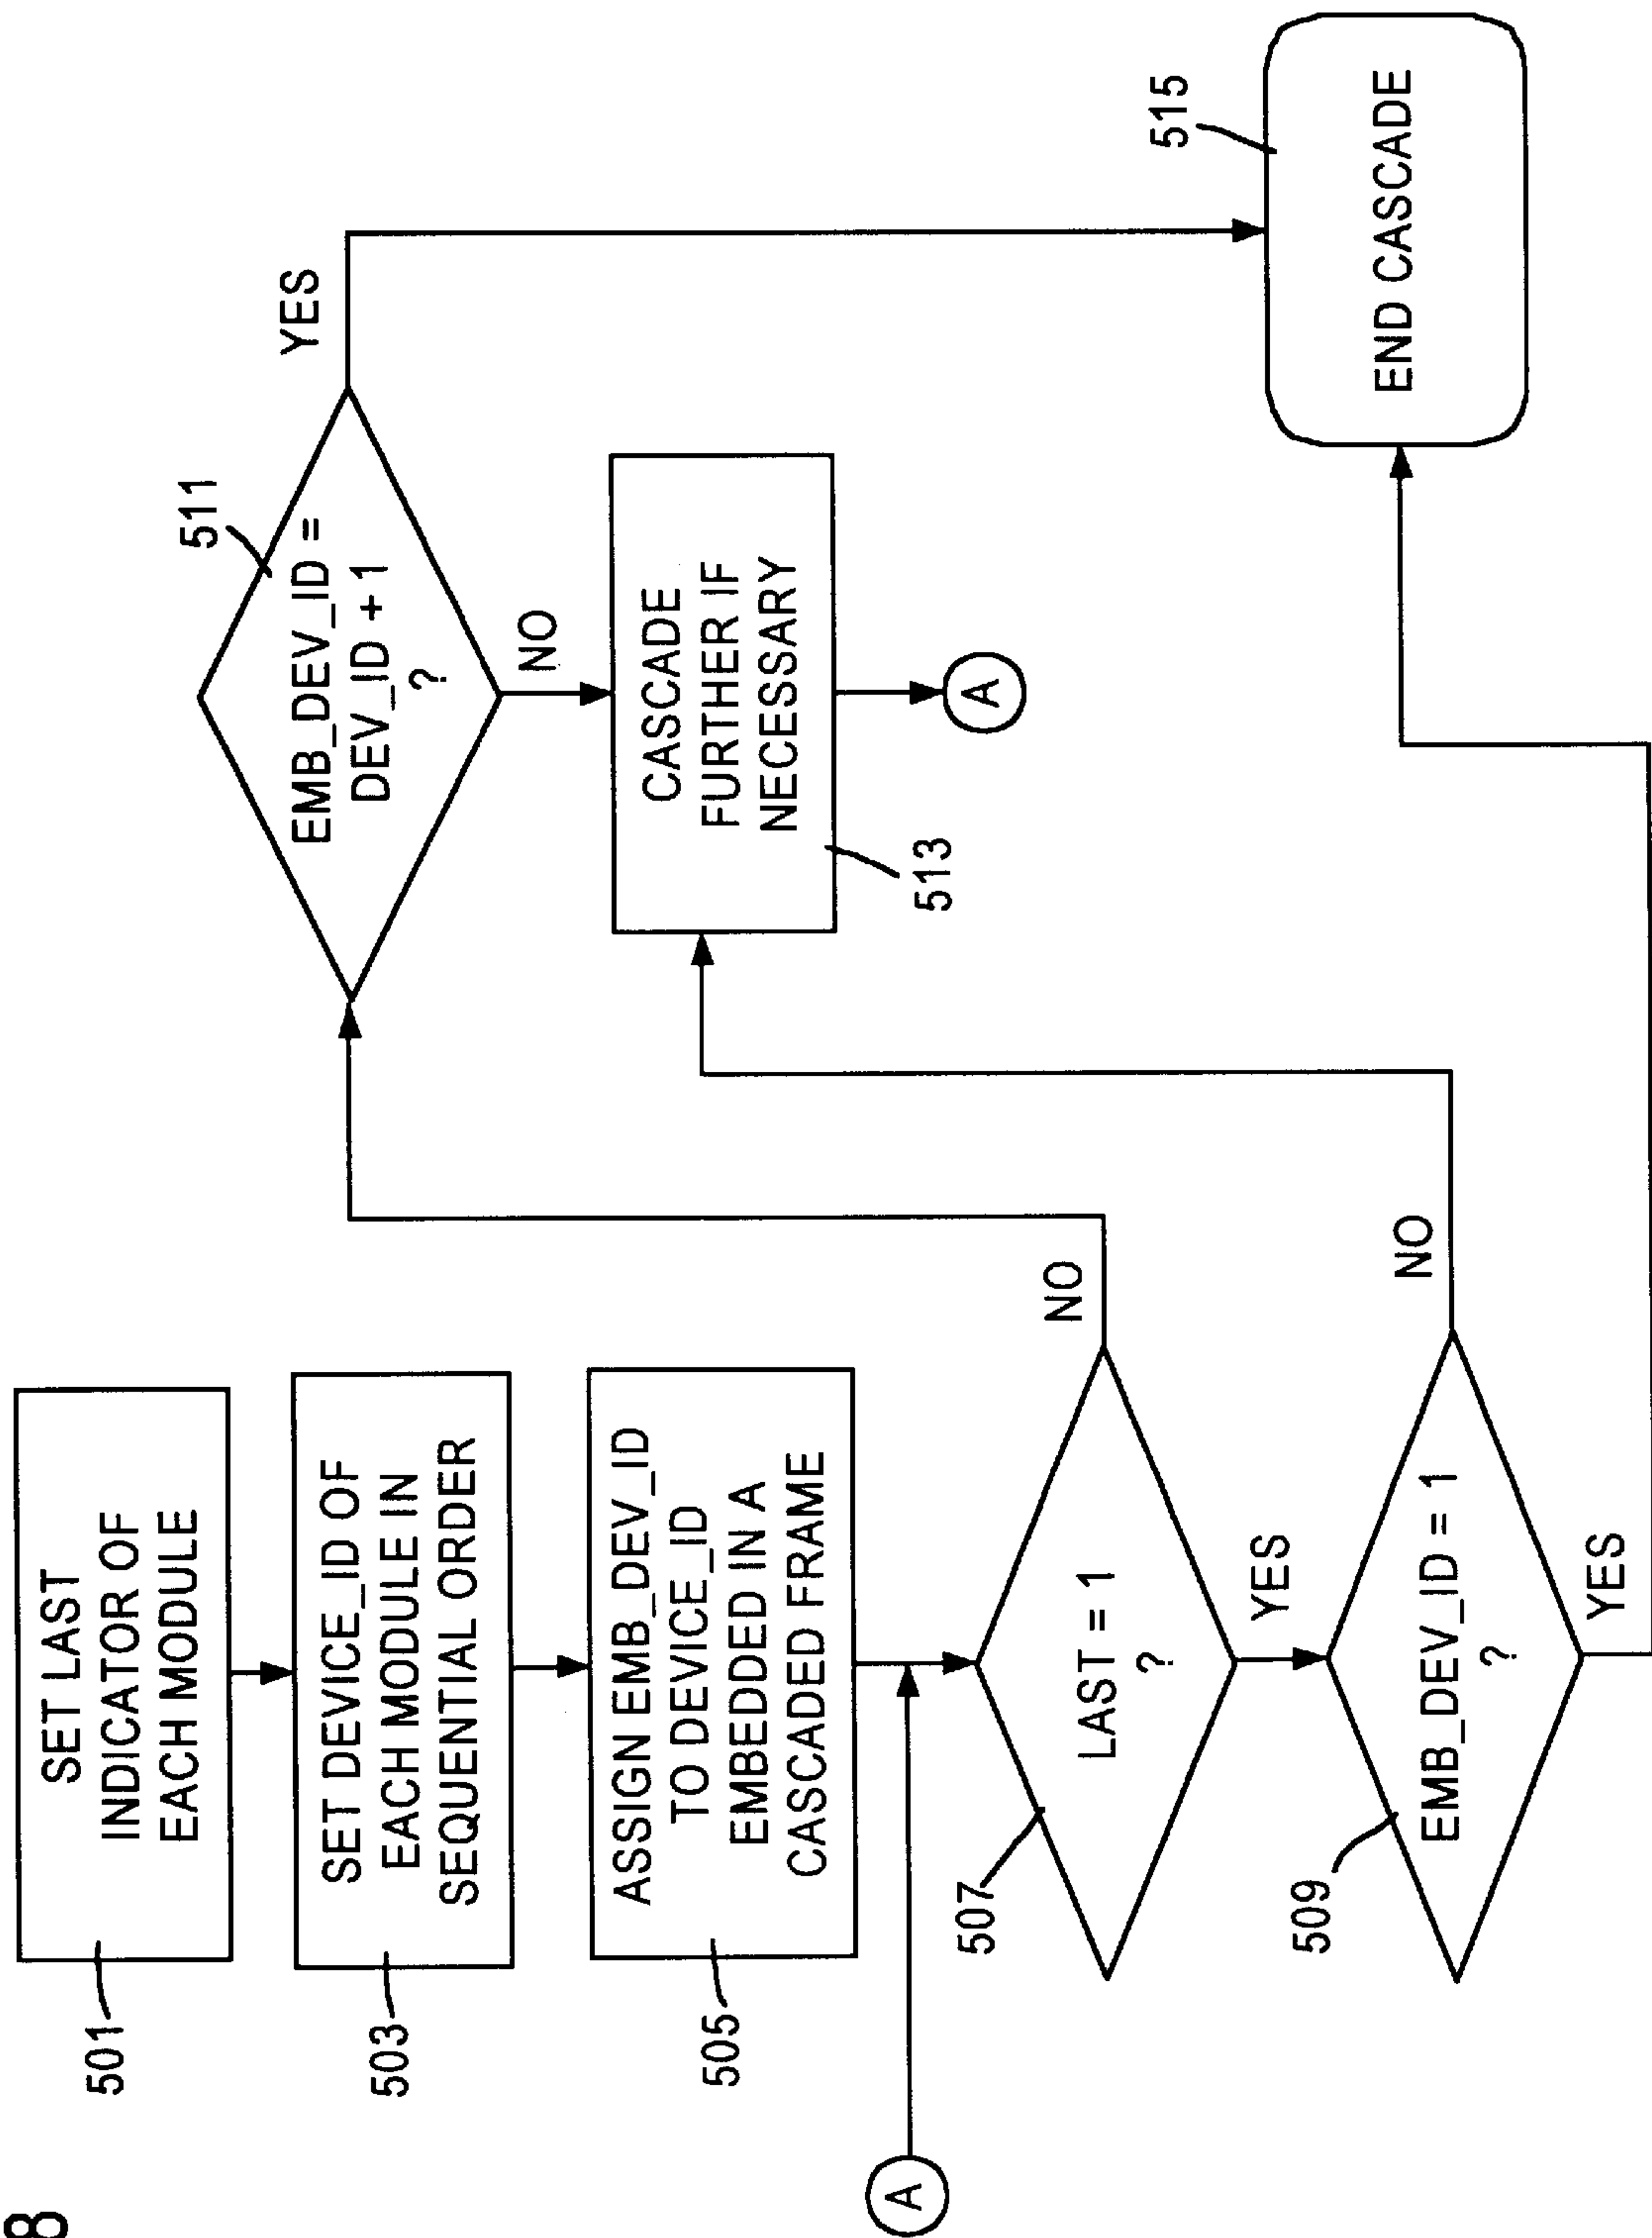 8
501
SET LAST
INDICATOR OF
EACH MODULE
503
SET DEVICE_ID OF
EACH MODULE IN
SEQUENTIAL ORDER
505
ASSIGN EMB_DEV_ID
TO DEVICE_ID
EMBEDDED IN A
CASCADED FRAME
A
507
LAST = 1
?
NO
YES
509
EMB_DEV_ID = 1
?
NO
YES
511
EMB_DEV_ID =
DEV_ID + 1
?
YES
NO
CASCADE
FURTHER IF
NECESSARY
513
A
515
END CASCADE